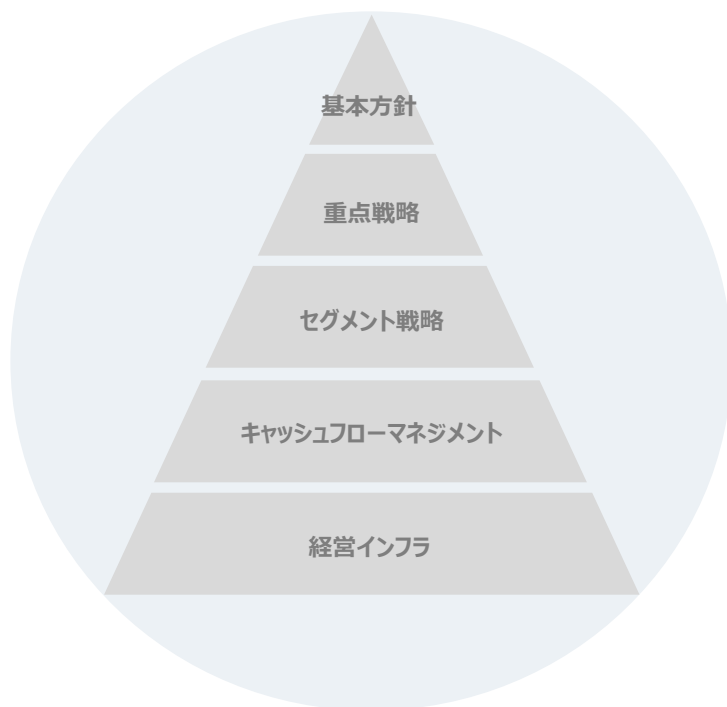 基本方針
重点戦略
セグメント戦略
キャッシュフローマネジメント
経営インフラ